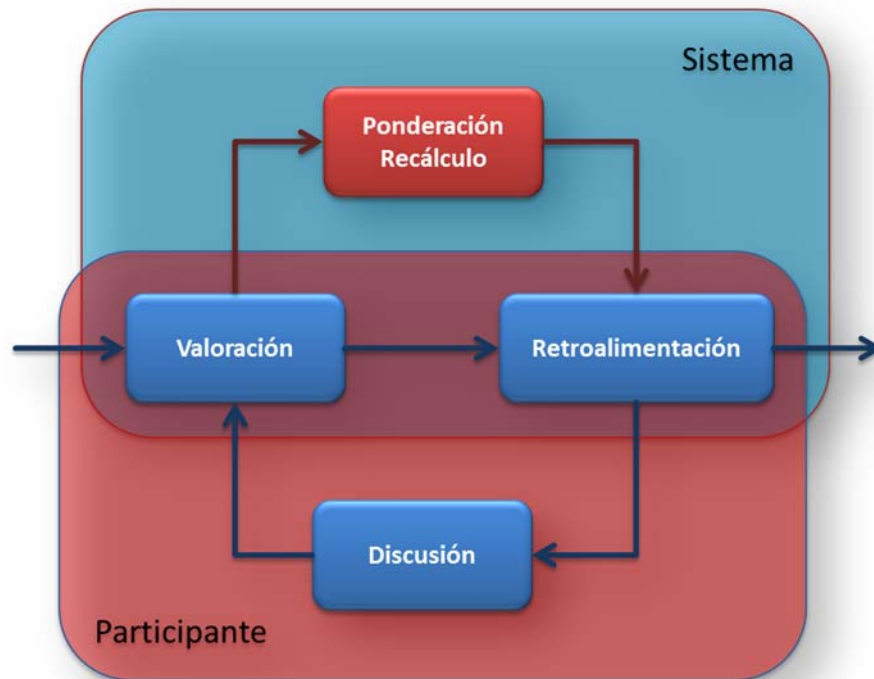 Sistema
Ponderación
Recálculo
Valoración
Retroalimentación
Discusión
Participante